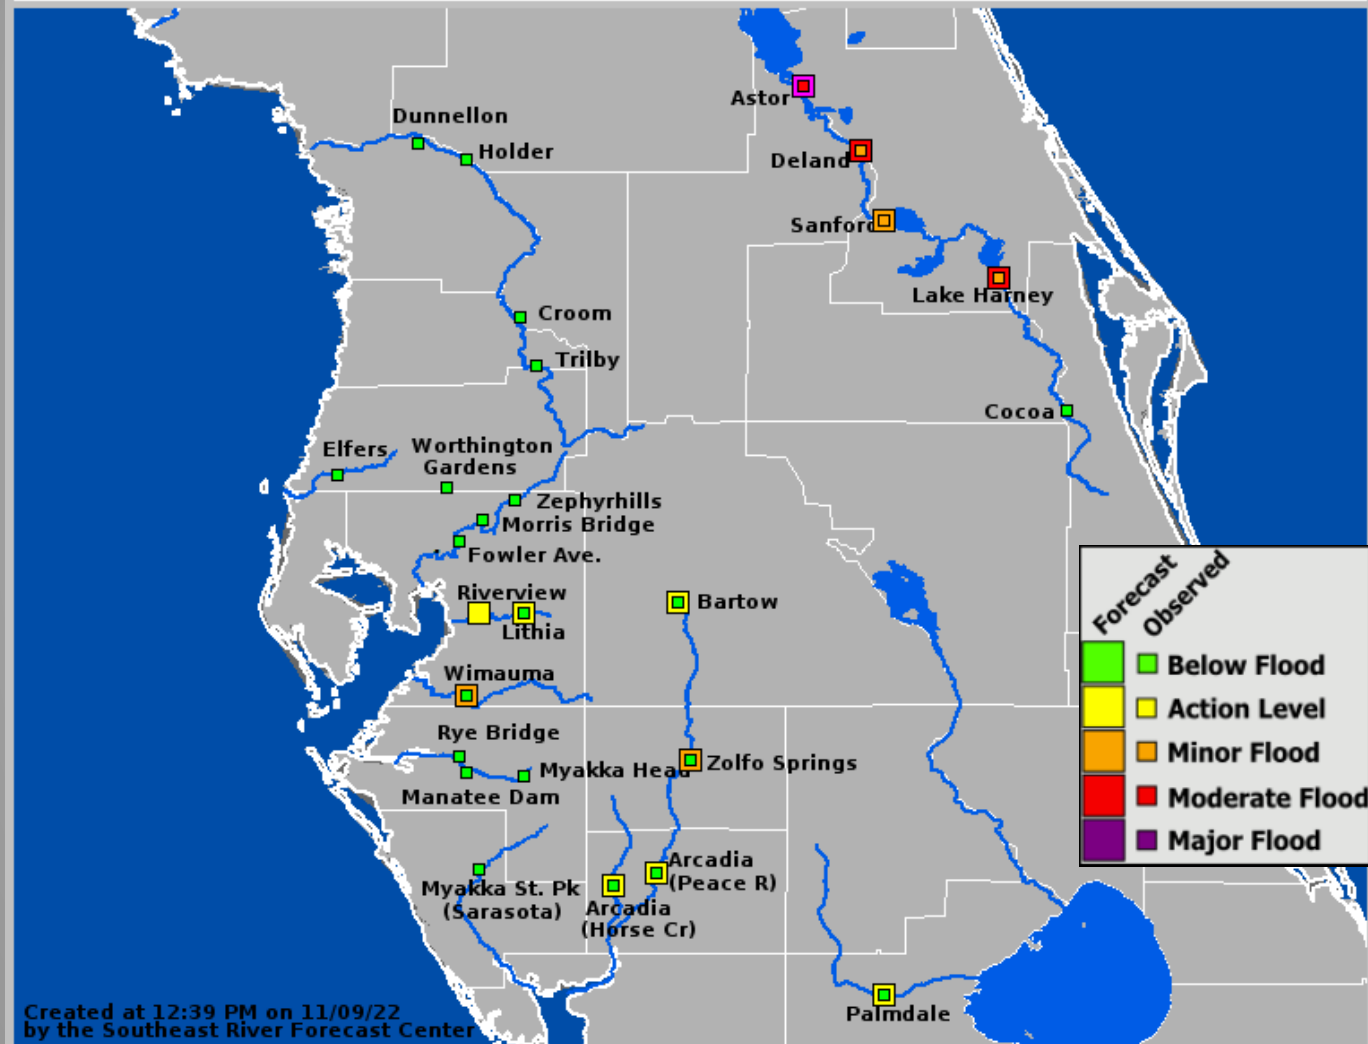 Astor
Dunnellon
Holder
Deland
Sanford
Lake Harney
Croom
Trilby
Cocoa
Elfers
Worthington
Gardens
Zephyrhills
Morris Bridge
Fowler Ave.
Riverview
Lithia
Bartow
Wimauma
Rye Bridge
Myakka Head
Zolfo Springs
Manatee Dam
Arcadia
(Peace R)
Myakka St. Pk
(Sarasota)
Arcadia
(Horse Cr)
Palmdale
Forecast
Observed
Below Flood
Action Level
Minor Flood
Moderate Flood
Major Flood
Created at 12:39 PM on 11/09/22
by the Southeast River Forecast Center